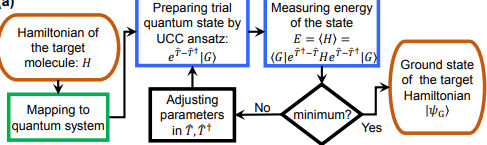 (a)
Hamiltonian of
the target
molecule: H
Mapping to
quantum system
Preparing trial
quantum state by
UCC ansatz:
e^{T̂−T̂†}|G⟩
Adjusting
parameters
in T̂, T̂†
Measuring energy
of the state
E = ⟨H⟩ =
⟨G|e^{T̂†−T̂}He^{T̂−T̂†}|G⟩
No
minimum?
Yes
Ground state
of the target
Hamiltonian
|ψ_G⟩